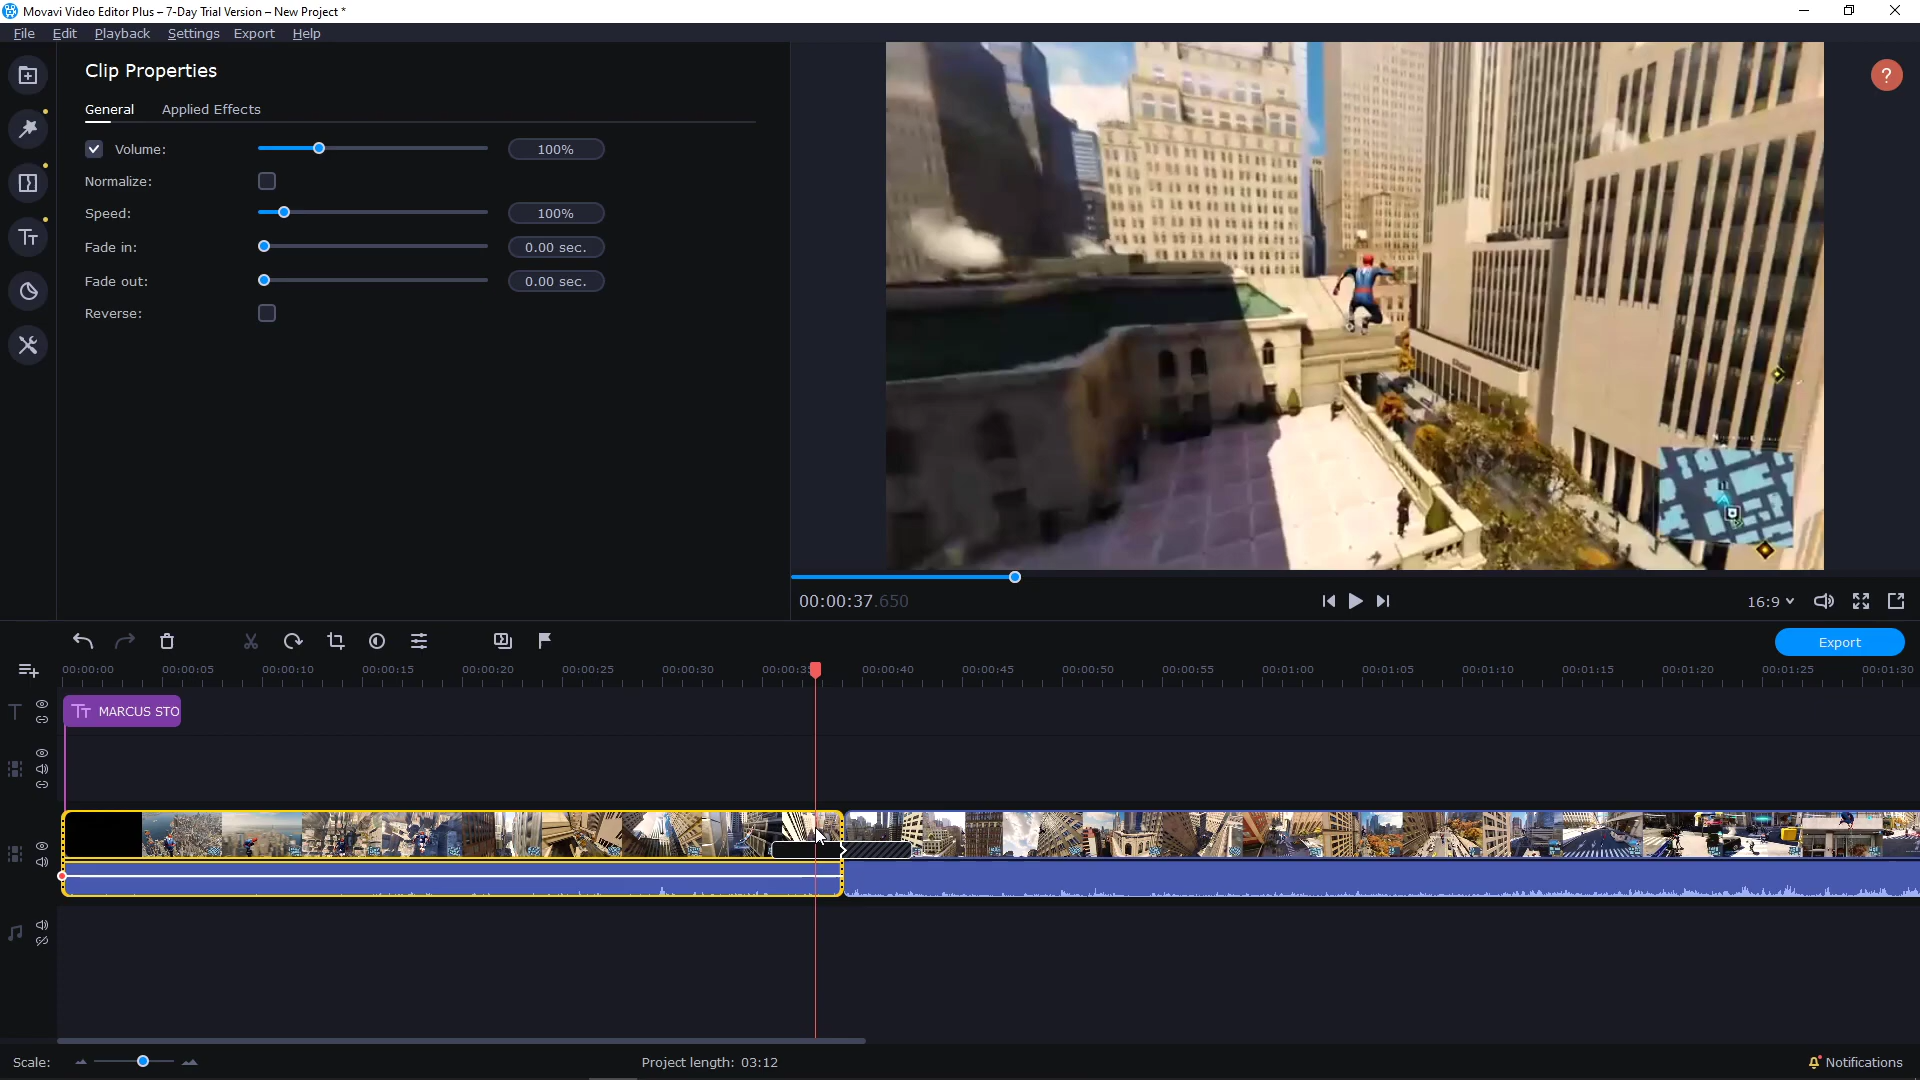 Movavi Video Editor Plus – 7-Day Trial Version – New Project *
File Edit Playback Settings Export Help
Clip Properties
General Applied Effects
Volume: 100%
Normalize:
Speed: 100%
Fade in: 0.00 sec.
Fade out: 0.00 sec.
Reverse:
?
00:00:37.650
16:9
Export
00:00:00 00:00:05 00:00:10 00:00:15 00:00:20 00:00:25 00:00:30 00:00:35 00:00:40 00:00:45 00:00:50 00:00:55 00:01:00 00:01:05 00:01:10 00:01:15 00:01:20 00:01:25 00:01:30
Tт MARCUS STO
Scale:
Project length: 03:12
Notifications